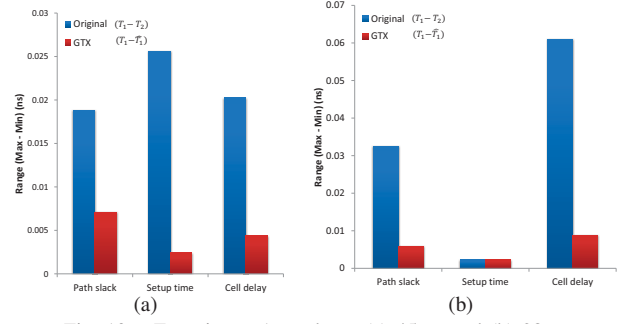 0.03
0.025
0.02
0.015
0.01
0.005
0
Range (Max - Min) (ns)
Original (T₁− T₂)
GTX (T₁−T̂₁)
Path slack Setup time Cell delay
(a)
0.07
0.06
0.05
0.04
0.03
0.02
0.01
0
Range (Max - Min) (ns)
Original (T₁− T₂)
GTX (T₁−T̂₁)
Path slack Setup time Cell delay
(b)